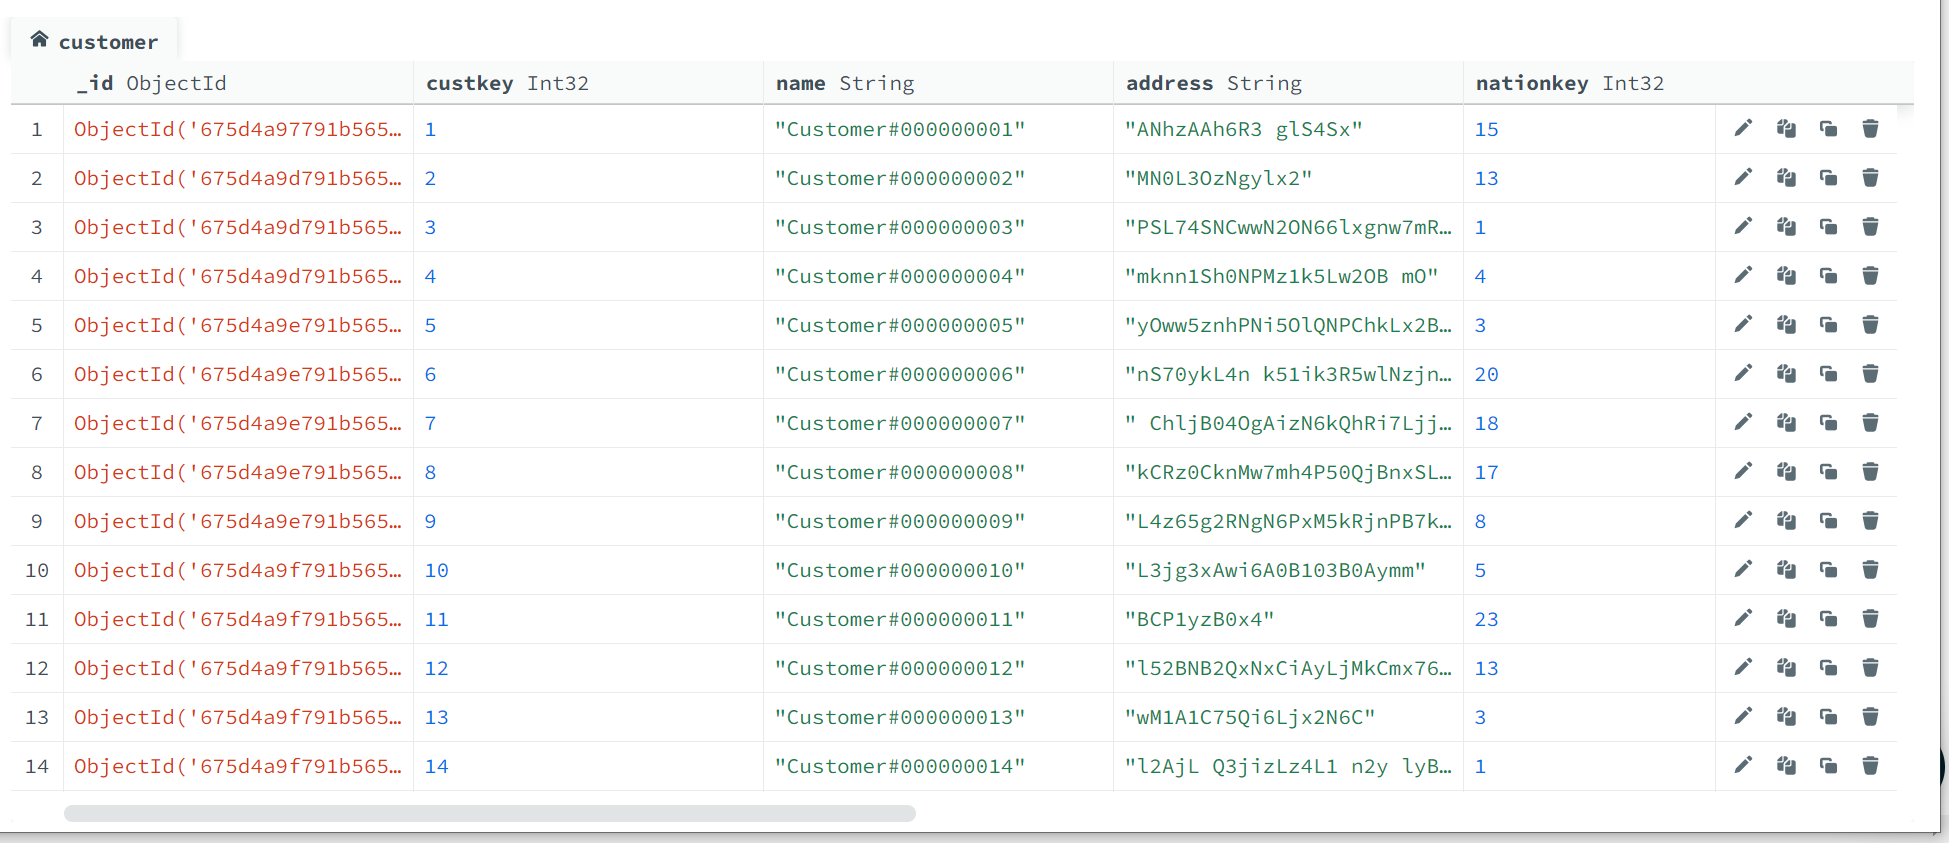 customer
_id ObjectId custkey Int32 name String address String nationkey Int32
1 ObjectId('675d4a97791b565… 1 "Customer#000000001" "ANhzAAh6R3 glS4Sx" 15
2 ObjectId('675d4a9d791b565… 2 "Customer#000000002" "MN0L3OzNgylx2" 13
3 ObjectId('675d4a9d791b565… 3 "Customer#000000003" "PSL74SNCwwN2ON66lxgnw7mR… 1
4 ObjectId('675d4a9d791b565… 4 "Customer#000000004" "mknn1Sh0NPMz1k5Lw2OB mO" 4
5 ObjectId('675d4a9e791b565… 5 "Customer#000000005" "yOww5znhPNi5OlQNPChkLx2B… 3
6 ObjectId('675d4a9e791b565… 6 "Customer#000000006" "nS70ykL4n k51ik3R5wlNzjn… 20
7 ObjectId('675d4a9e791b565… 7 "Customer#000000007" " ChljB04OgAizN6kQhRi7Ljj… 18
8 ObjectId('675d4a9e791b565… 8 "Customer#000000008" "kCRz0CknMw7mh4P50QjBnxSL… 17
9 ObjectId('675d4a9e791b565… 9 "Customer#000000009" "L4z65g2RNgN6PxM5kRjnPB7k… 8
10 ObjectId('675d4a9f791b565… 10 "Customer#000000010" "L3jg3xAwi6A0B103B0Aymm" 5
11 ObjectId('675d4a9f791b565… 11 "Customer#000000011" "BCP1yzB0x4" 23
12 ObjectId('675d4a9f791b565… 12 "Customer#000000012" "l52BNB2QxNxCiAyLjMkCmx76… 13
13 ObjectId('675d4a9f791b565… 13 "Customer#000000013" "wM1A1C75Qi6Ljx2N6C" 3
14 ObjectId('675d4a9f791b565… 14 "Customer#000000014" "l2AjL Q3jizLz4L1 n2y lyB… 1